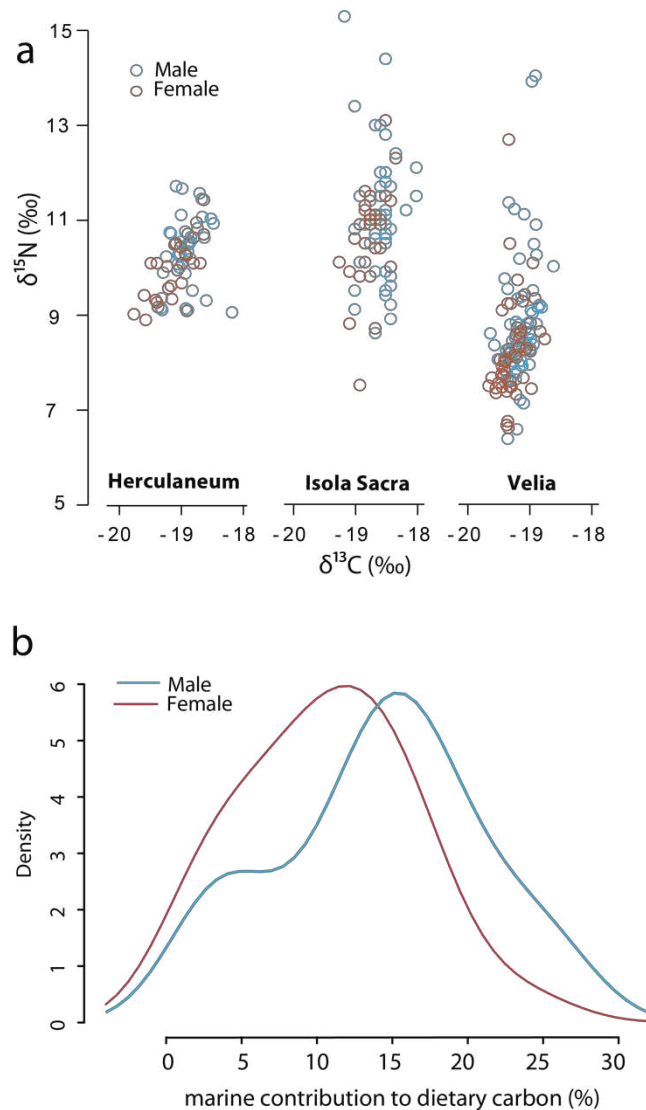 a
15
13
11
9
7
5
δ¹⁵N (‰)
Male
Female
Herculaneum Isola Sacra Velia
-20 -19 -18 -20 -19 -18 -20 -19 -18
δ¹³C (‰)
b
6
5
4
3
2
1
0
Density
Male
Female
0 5 10 15 20 25 30
marine contribution to dietary carbon (%)